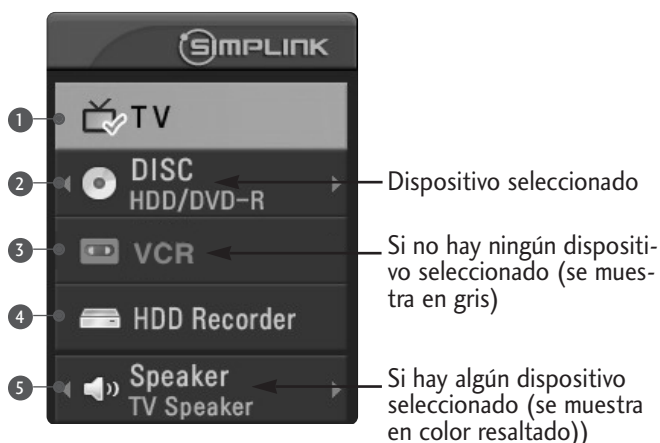 SIMPLINK
1 TV
2 DISC
HDD/DVD-R
Dispositivo seleccionado
3 VCR
Si no hay ningún dispositi-
vo seleccionado (se mues-
tra en gris)
4 HDD Recorder
5 Speaker
TV Speaker
Si hay algún dispositivo
seleccionado (se muestra
en color resaltado))